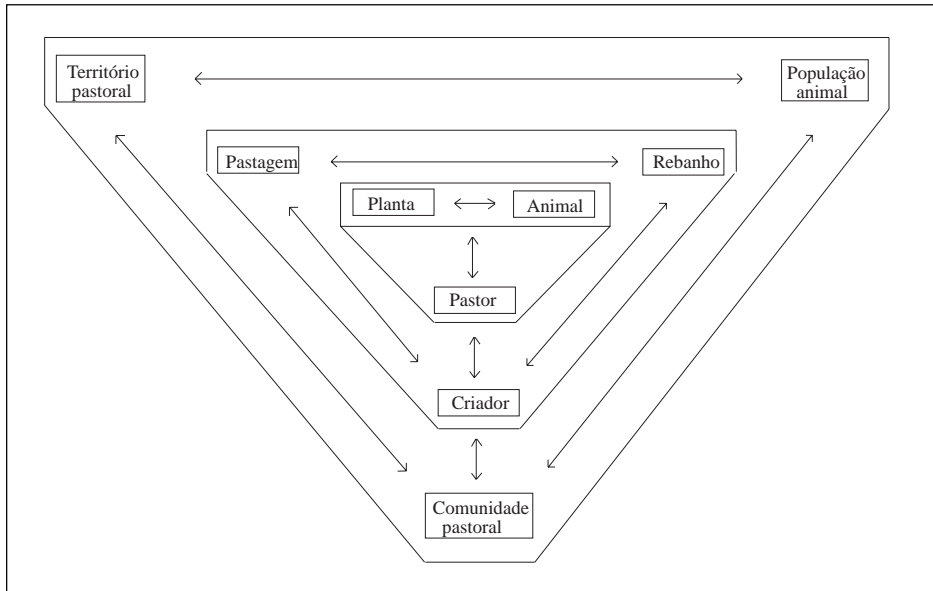 Território
pastoral
População
animal
Pastagem
Rebanho
Planta
Animal
Pastor
Criador
Comunidade
pastoral